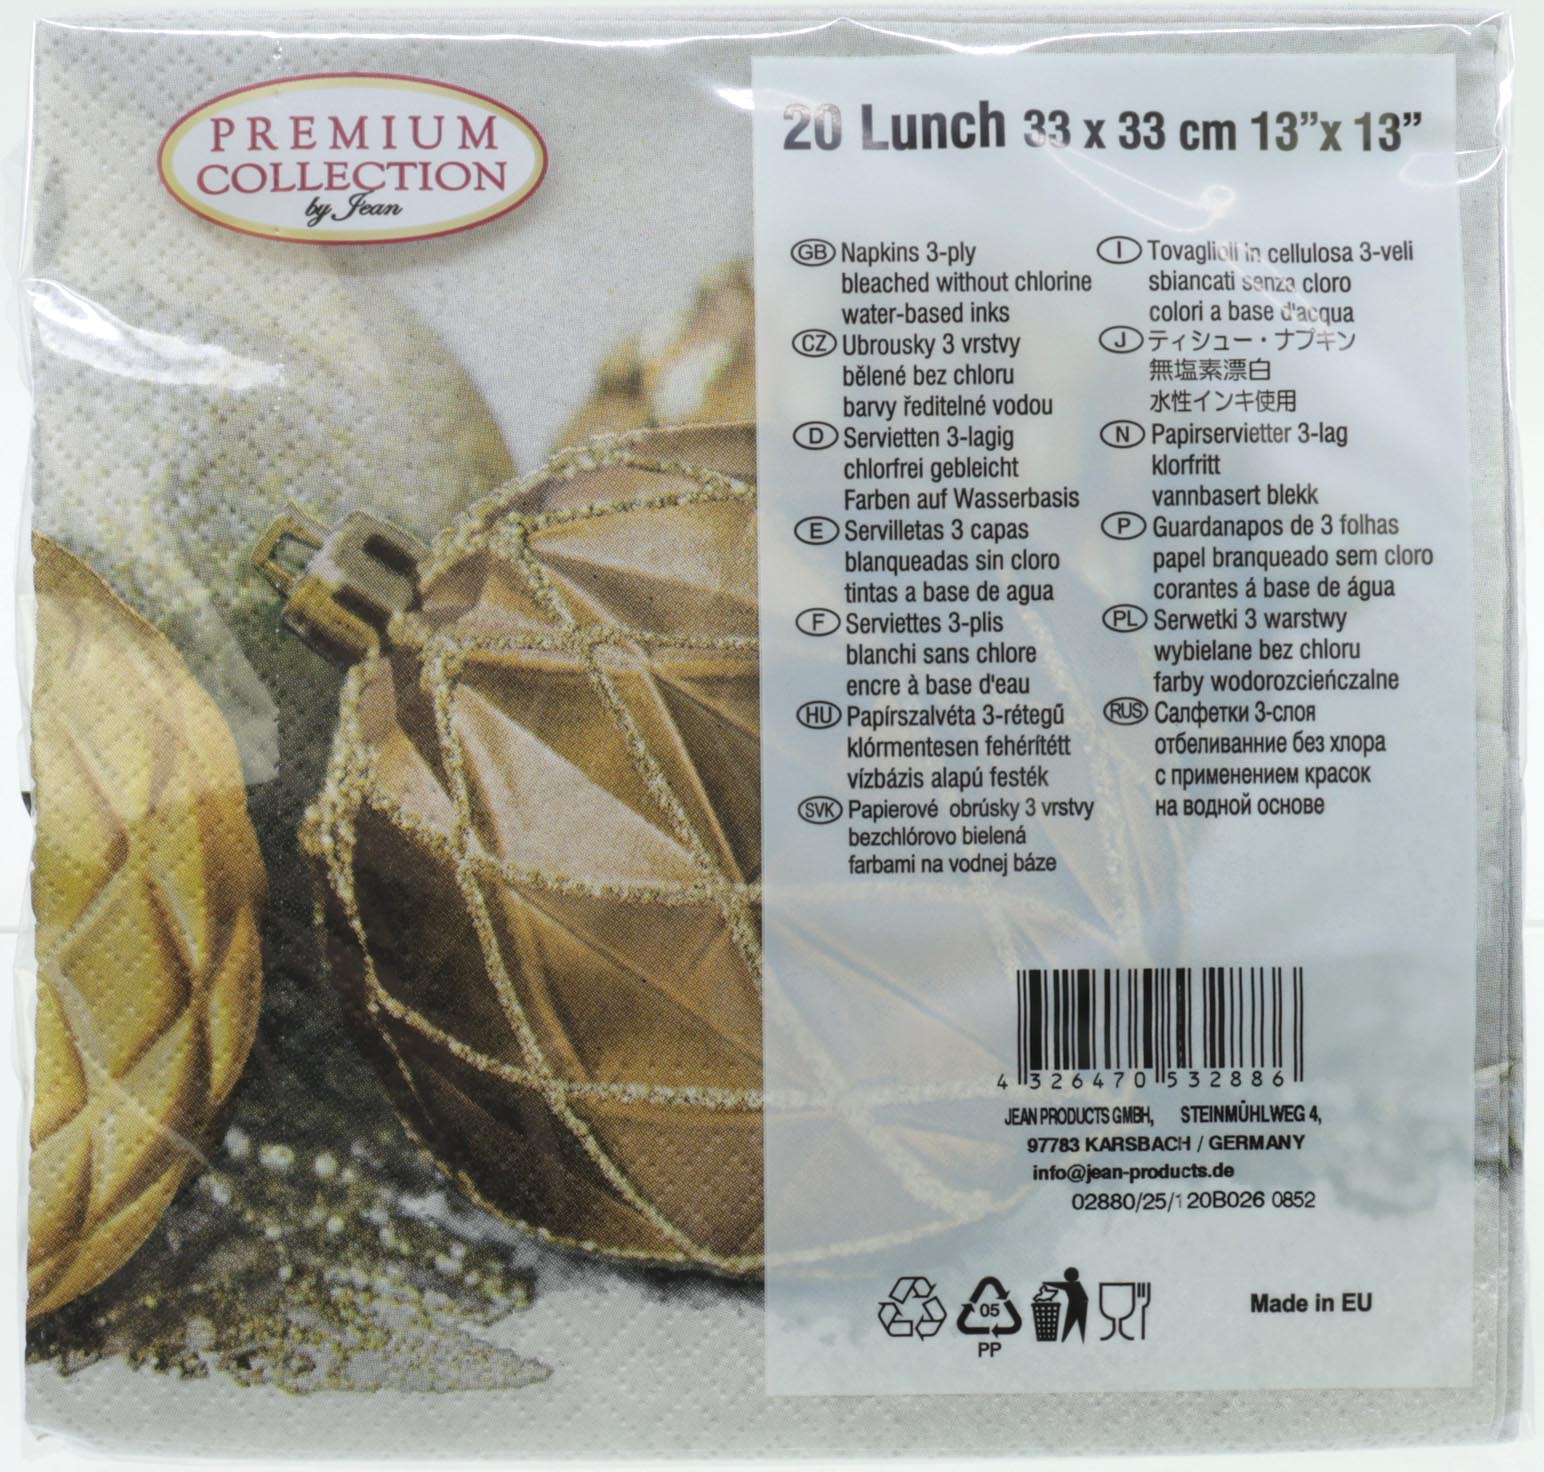 PREMIUM
COLLECTION
by Jean
20 Lunch 33 x 33 cm 13”x 13”
GB Napkins 3-ply
bleached without chlorine
water-based inks
CZ Ubrousky 3 vrstvy
bělené bez chloru
barvy ředitelné vodou
D Servietten 3-lagig
chlorfrei gebleicht
Farben auf Wasserbasis
E Servilletas 3 capas
blanqueadas sin cloro
tintas a base de agua
F Serviettes 3-plis
blanchi sans chlore
encre à base d'eau
HU Papírszalvéta 3-rétegű
klórmentesen fehérítétt
vízbázis alapú festék
SVK Papierové obrúsky 3 vrstvy
bezchlórovo bielená
farbami na vodnej báze
I Tovaglioli in cellulosa 3-veli
sbiancati senza cloro
colori a base d'acqua
J ティシュー・ナプキン
無塩素漂白
水性インキ使用
N Papirservietter 3-lag
klorfritt
vannbasert blekk
P Guardanapos de 3 folhas
papel branqueado sem cloro
corantes á base de água
PL Serwetki 3 warstwy
wybielane bez chloru
farby wodorozcieńczalne
RUS Салфетки 3-слоя
отбеливанние без хлора
с применением красок
на водной основе
4 326470 532886
JEAN PRODUCTS GMBH, STEINMÜHLWEG 4,
97783 KARSBACH / GERMANY
info@jean-products.de
02880/25/120B026 0852
05
PP
Made in EU